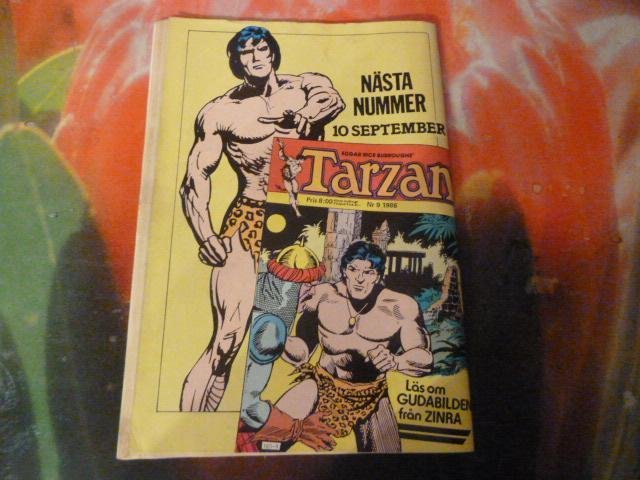 NÄSTA
NUMMER
10 SEPTEMBER
EDGAR RICE BURROUGHS'
Tarzan
Pris 8:00
Nr 9 1986
Läs om
GUDABILDEN
från ZINRA